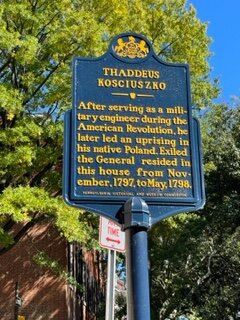 THADDEUS
KOSCIUSZKO
After serving as a mili-
tary engineer during the
American Revolution, he
later led an uprising in
his native Poland. Exiled
the General resided in
this house from Nov-
ember, 1797, to May, 1798.
PENNSYLVANIA HISTORICAL AND MUSEUM COMMISSION
TIME